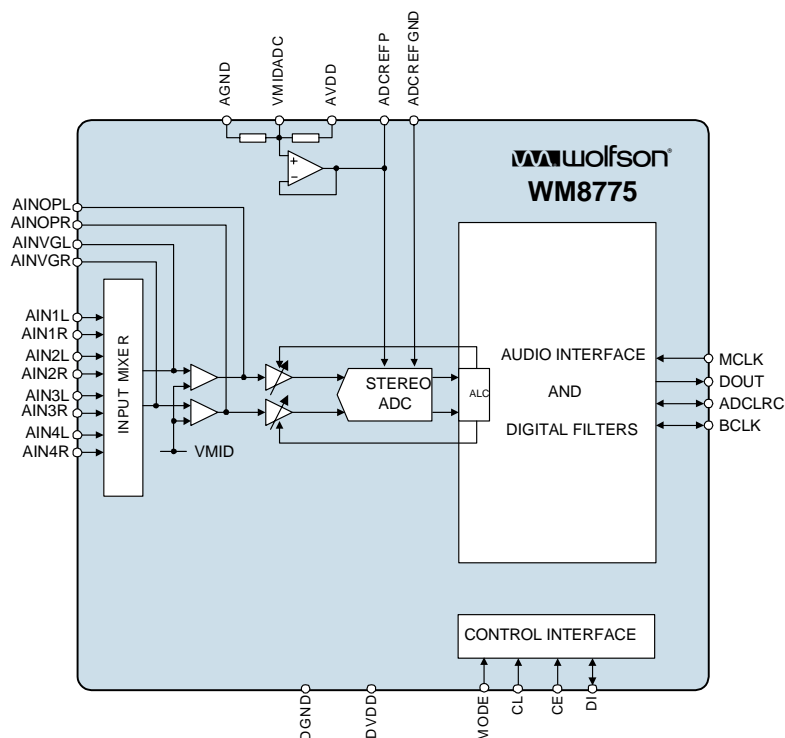 AGND
VMIDADC
AVDD
ADCREFP
ADCREFGND
wolfson®
WM8775
AINOPL
AINOPR
AINVGL
AINVGR
AIN1L
AIN1R
AIN2L
AIN2R
AIN3L
AIN3R
AIN4L
AIN4R
INPUT MIXER
+
−
VMID
STEREO
ADC
ALC
AUDIO INTERFACE
AND
DIGITAL FILTERS
MCLK
DOUT
ADCLRC
BCLK
CONTROL INTERFACE
DGND
DVDD
MODE
CL
CE
DI